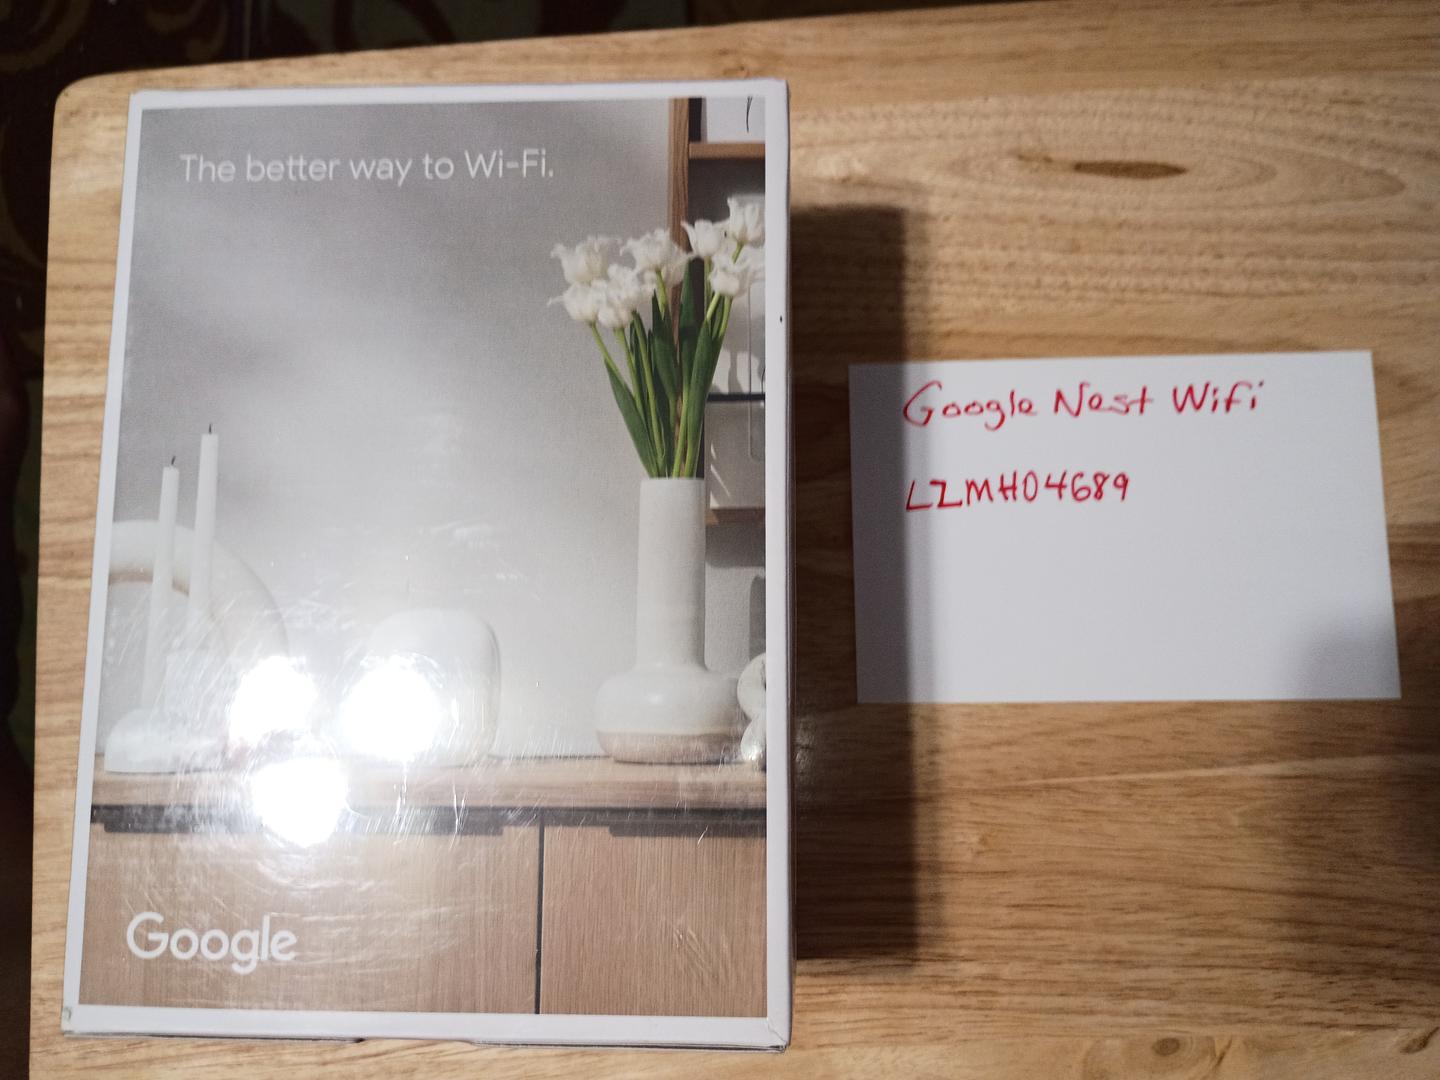 The better way to Wi-Fi.
Google
Google Nest Wifi
LZMH04689